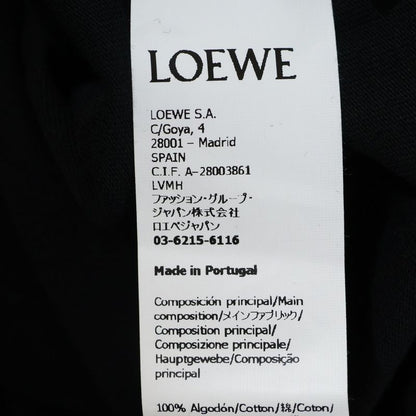 LOEWE
LOEWE S.A.
C/Goya, 4
28001 – Madrid
SPAIN
C.I.F. A-28003861
LVMH
ファッション・グループ・
ジャパン株式会社
ロエベジャパン
03-6215-6116
Made in Portugal
Composición principal/Main
composition/メインファブリック/
Composition principal/
Composizione principale/
Hauptgewebe/Composição
principal
100% Algodón/Cotton/綿/Coton/